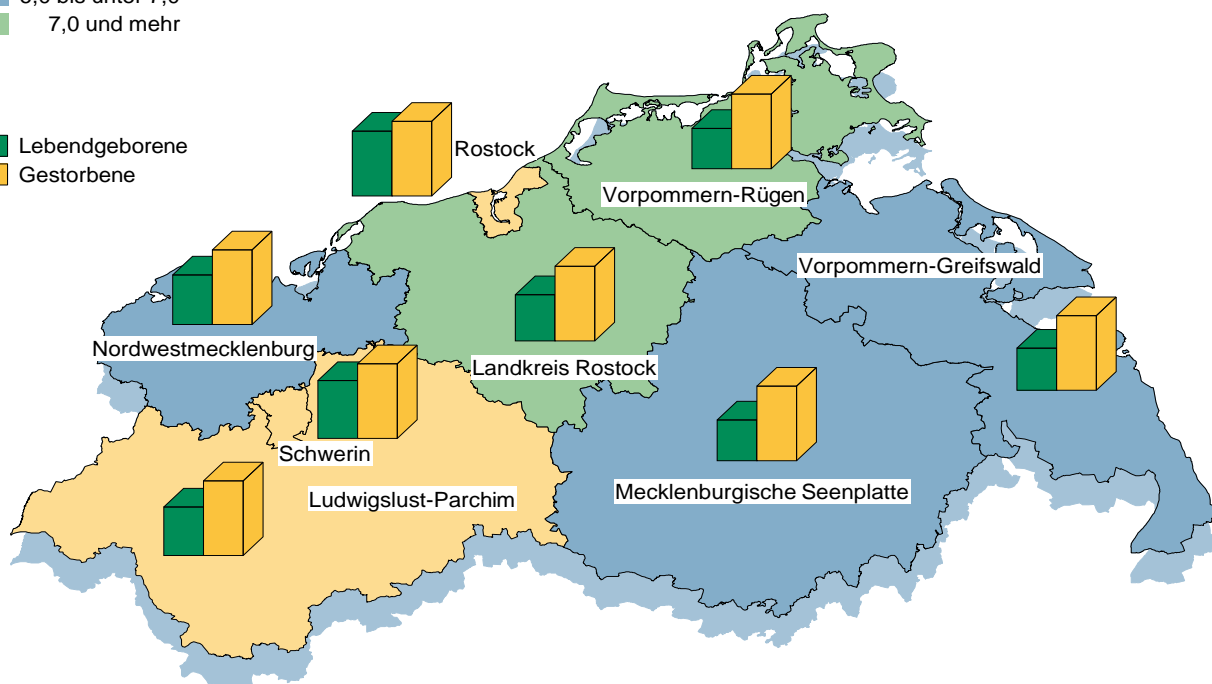 7,0 und mehr
Lebendgeborene
Gestorbene
Rostock
Vorpommern-Rügen
Vorpommern-Greifswald
Nordwestmecklenburg
Landkreis Rostock
Schwerin
Mecklenburgische Seenplatte
Ludwigslust-Parchim